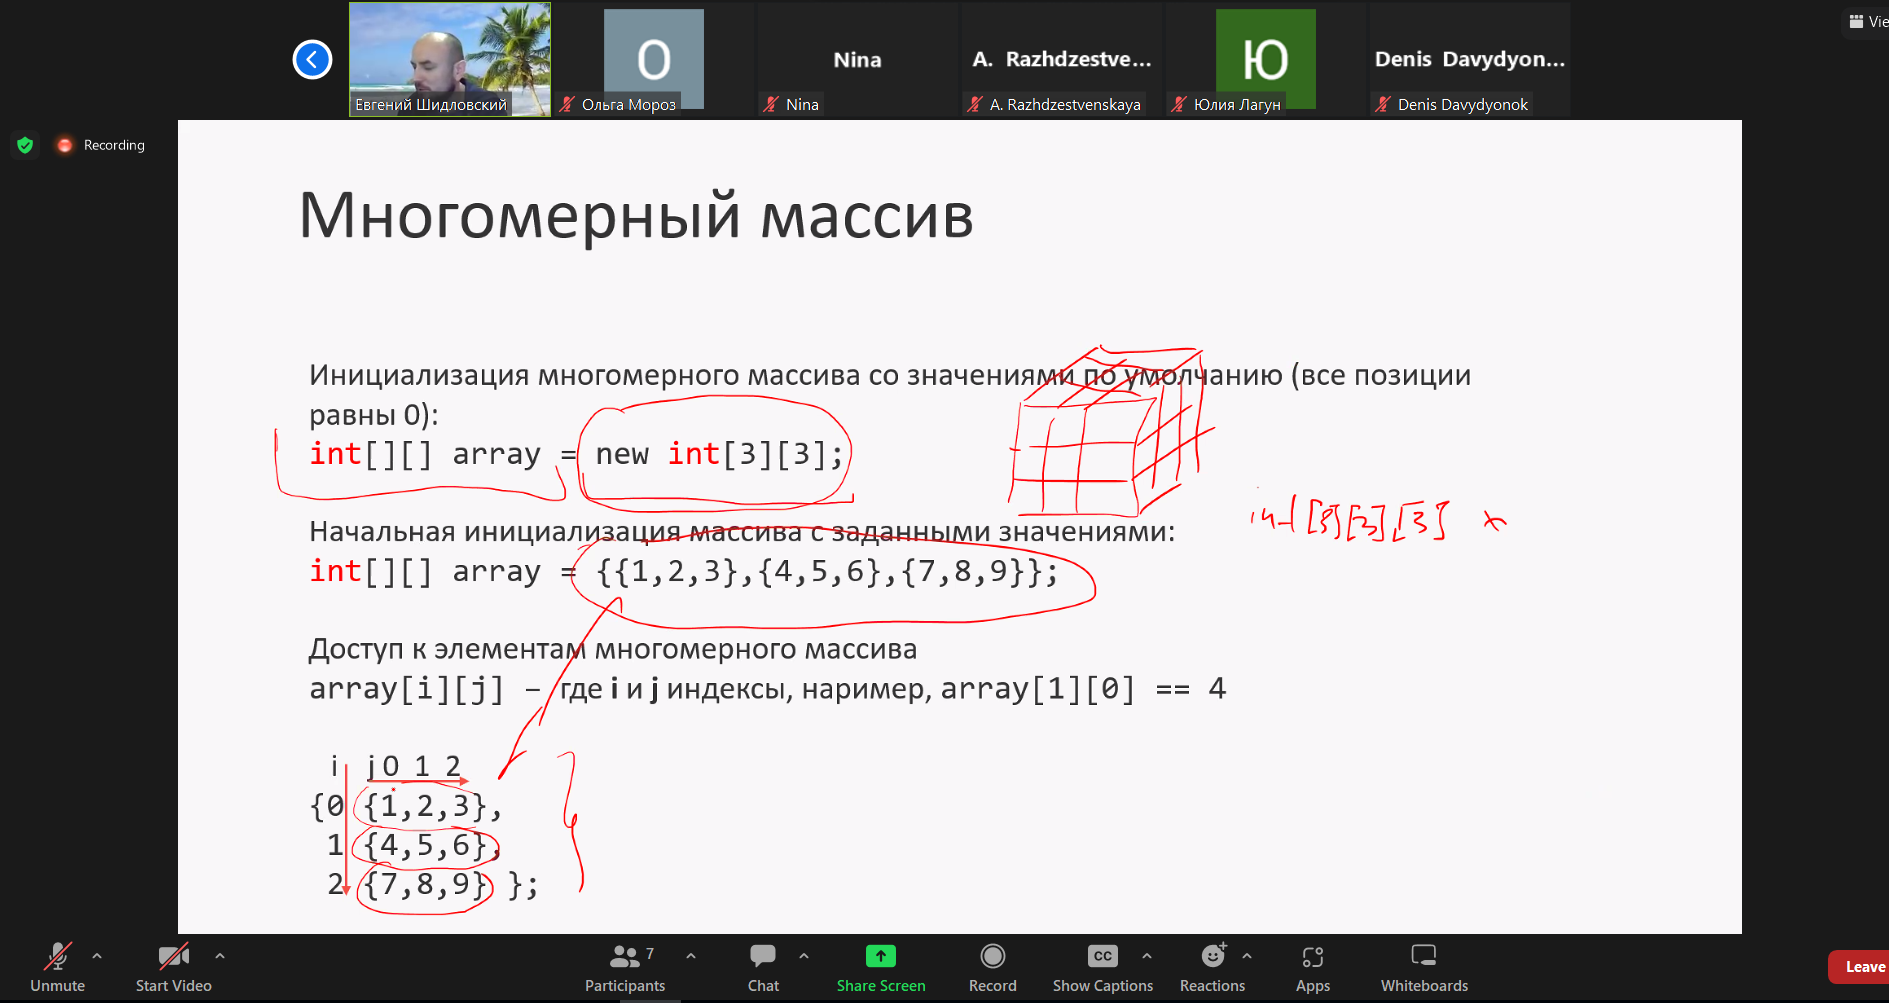 Vie
O
Nina
A. Razhdzestve...
Ю
Denis Davydyon...
Евгений Шидловский
Ольга Мороз
Nina
A. Razhdzestvenskaya
Юлия Лагун
Denis Davydyonok
Recording
Многомерный массив
Инициализация многомерного массива со значениями по умолчанию (все позиции
равны 0):
int[][] array = new int[3][3];
int[3][3][3] x
Начальная инициализация массива с заданными значениями:
int[][] array = {{1,2,3},{4,5,6},{7,8,9}};
Доступ к элементам многомерного массива
array[i][j] – где i и j индексы, наример, array[1][0] == 4
i j 0 1 2
{0 {1,2,3},
1 {4,5,6},
2 {7,8,9} };
Unmute
Start Video
Participants 7
Chat
Share Screen
Record
CC
Show Captions
Reactions
Apps
Whiteboards
Leave